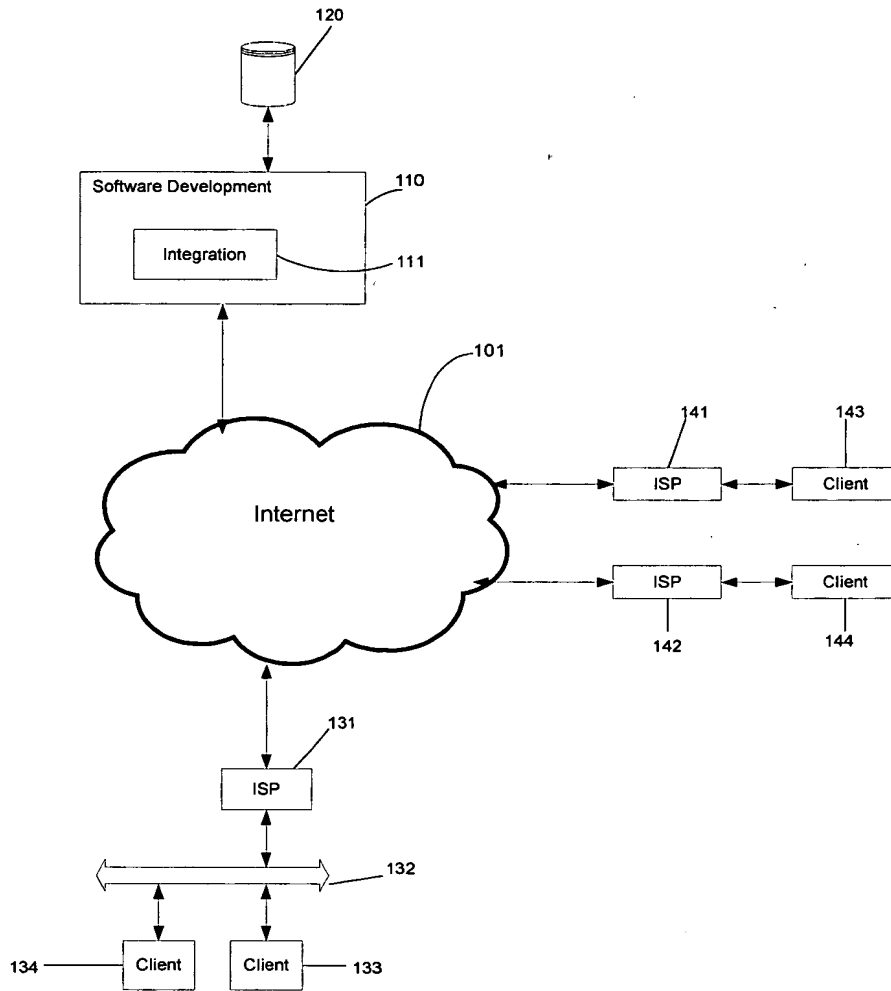 120
Software Development
110
Integration
111
101
141
143
Internet
ISP
Client
ISP
Client
142
144
131
ISP
132
134
Client
Client
133